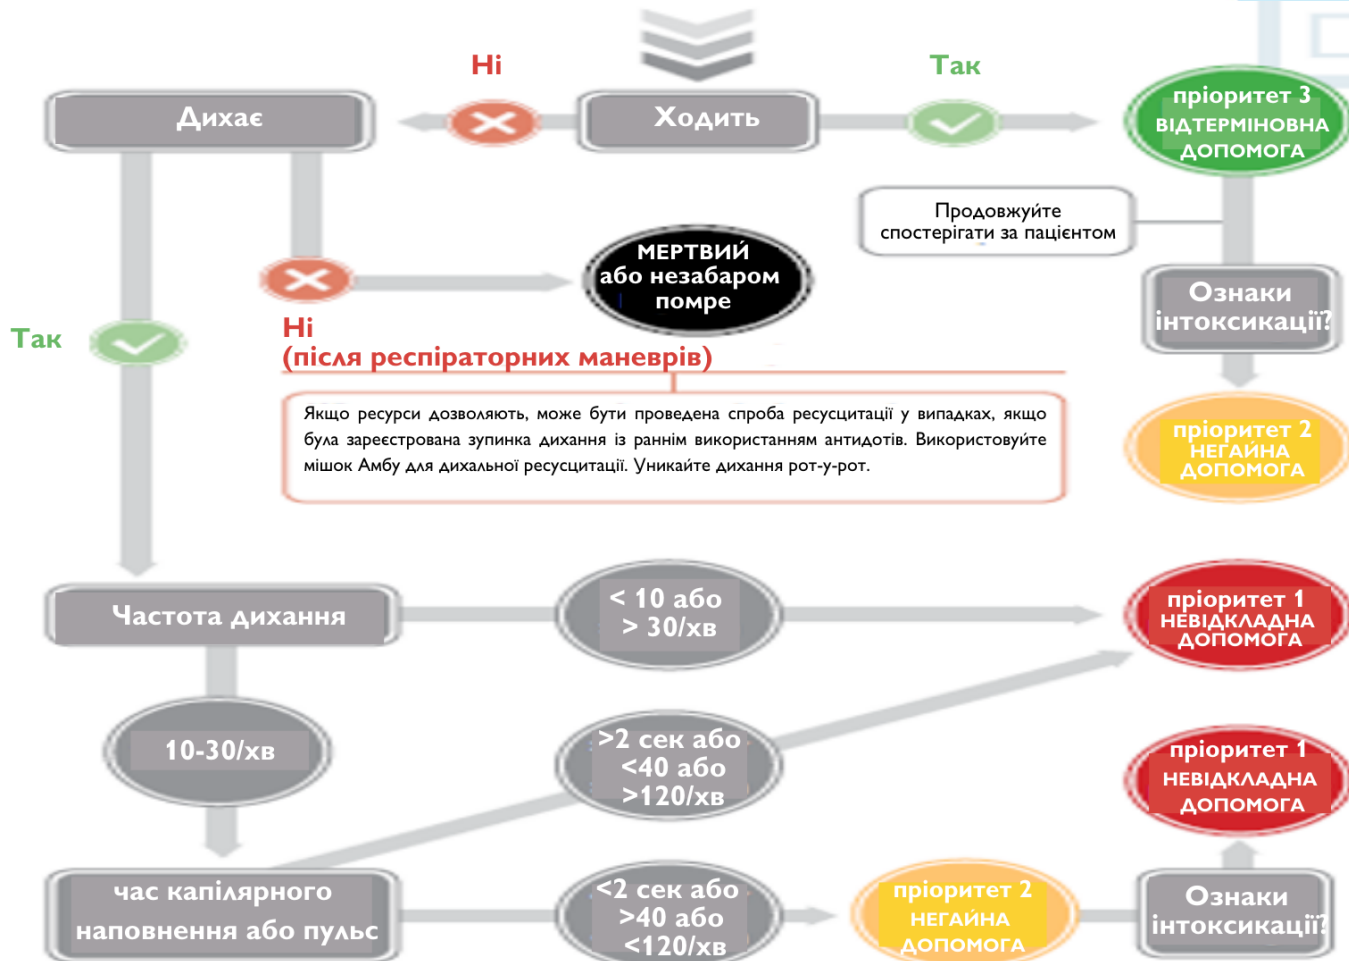 Ні
Так
Дихає
Ходить
пріоритет 3
ВІДТЕРМІНОВНА
ДОПОМОГА
Продовжуйте
спостерігати за пацієнтом
МЕРТВИЙ
або незабаром
помре
Ознаки
інтоксикації?
Так
Ні
(після респіраторних маневрів)
Якщо ресурси дозволяють, може бути проведена спроба ресусцитації у випадках, якщо
була зареєстрована зупинка дихання із раннім використанням антидотів. Використовуйте
мішок Амбу для дихальної ресусцитації. Уникайте дихання рот-у-рот.
пріоритет 2
НЕГАЙНА
ДОПОМОГА
Частота дихання
< 10 або
> 30/хв
пріоритет 1
НЕВІДКЛАДНА
ДОПОМОГА
10-30/хв
>2 сек або
<40 або
>120/хв
пріоритет 1
НЕВІДКЛАДНА
ДОПОМОГА
час капілярного
наповнення або пульс
<2 сек або
>40 або
<120/хв
пріоритет 2
НЕГАЙНА
ДОПОМОГА
Ознаки
інтоксикації?